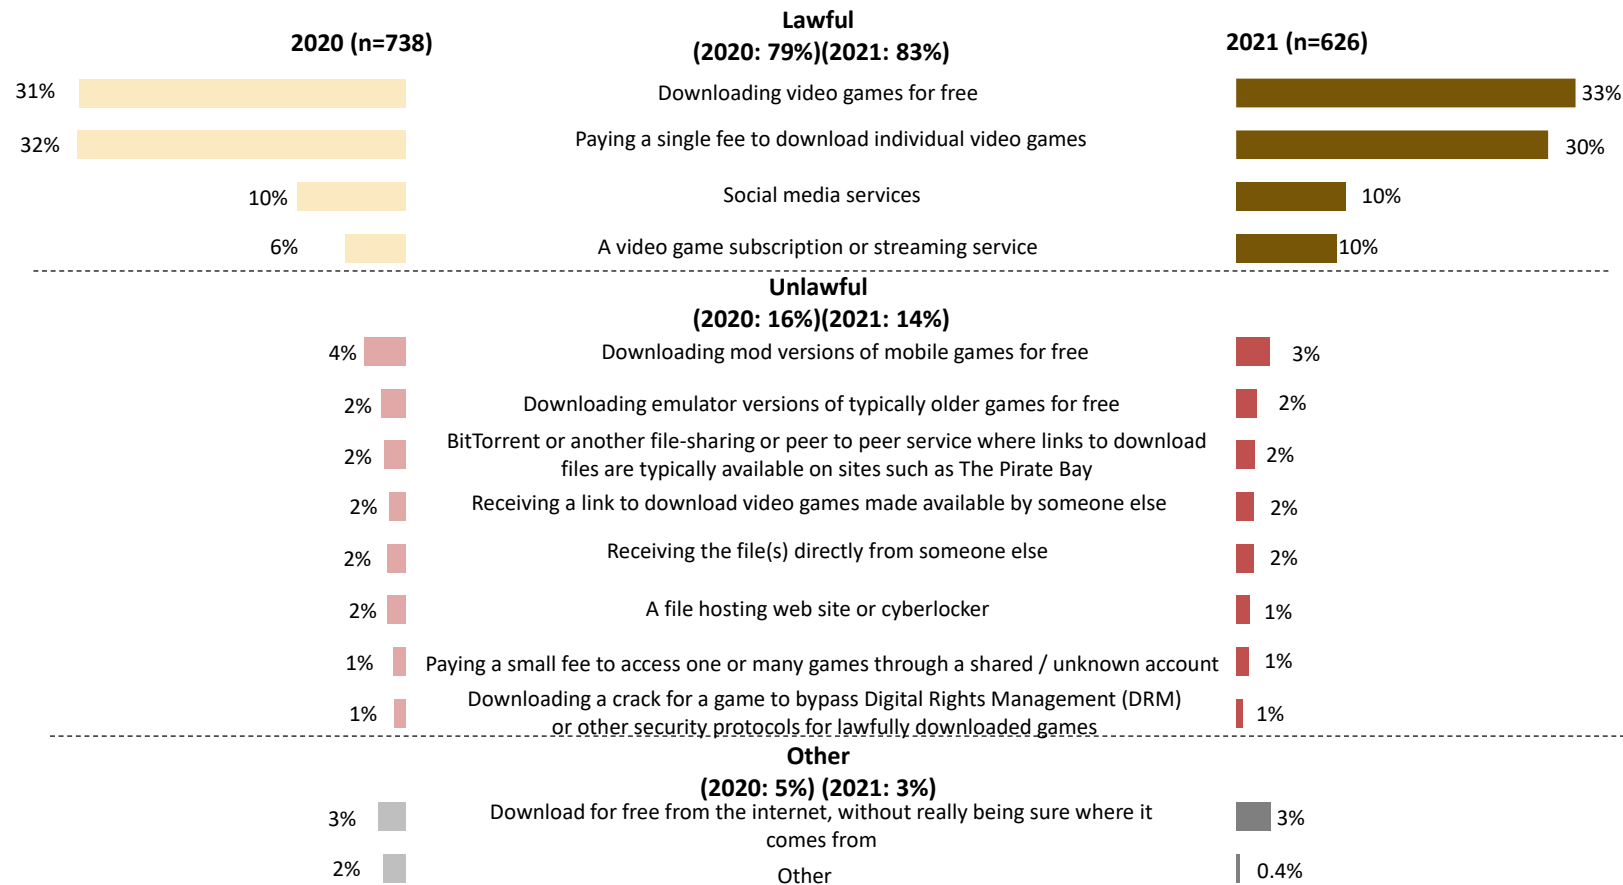 Lawful
2020 (n=738)
(2020: 79%)(2021: 83%)
2021 (n=626)
31%
Downloading video games for free
33%
32%
Paying a single fee to download individual video games
30%
10%
Social media services
10%
6%
A video game subscription or streaming service
10%
Unlawful
(2020: 16%)(2021: 14%)
4%
Downloading mod versions of mobile games for free
3%
2%
Downloading emulator versions of typically older games for free
2%
2%
BitTorrent or another file-sharing or peer to peer service where links to download
files are typically available on sites such as The Pirate Bay
2%
2%
Receiving a link to download video games made available by someone else
2%
2%
Receiving the file(s) directly from someone else
2%
2%
A file hosting web site or cyberlocker
1%
1%
Paying a small fee to access one or many games through a shared / unknown account
1%
1%
Downloading a crack for a game to bypass Digital Rights Management (DRM)
or other security protocols for lawfully downloaded games
1%
Other
(2020: 5%) (2021: 3%)
3%
Download for free from the internet, without really being sure where it
comes from
3%
2%
Other
0.4%